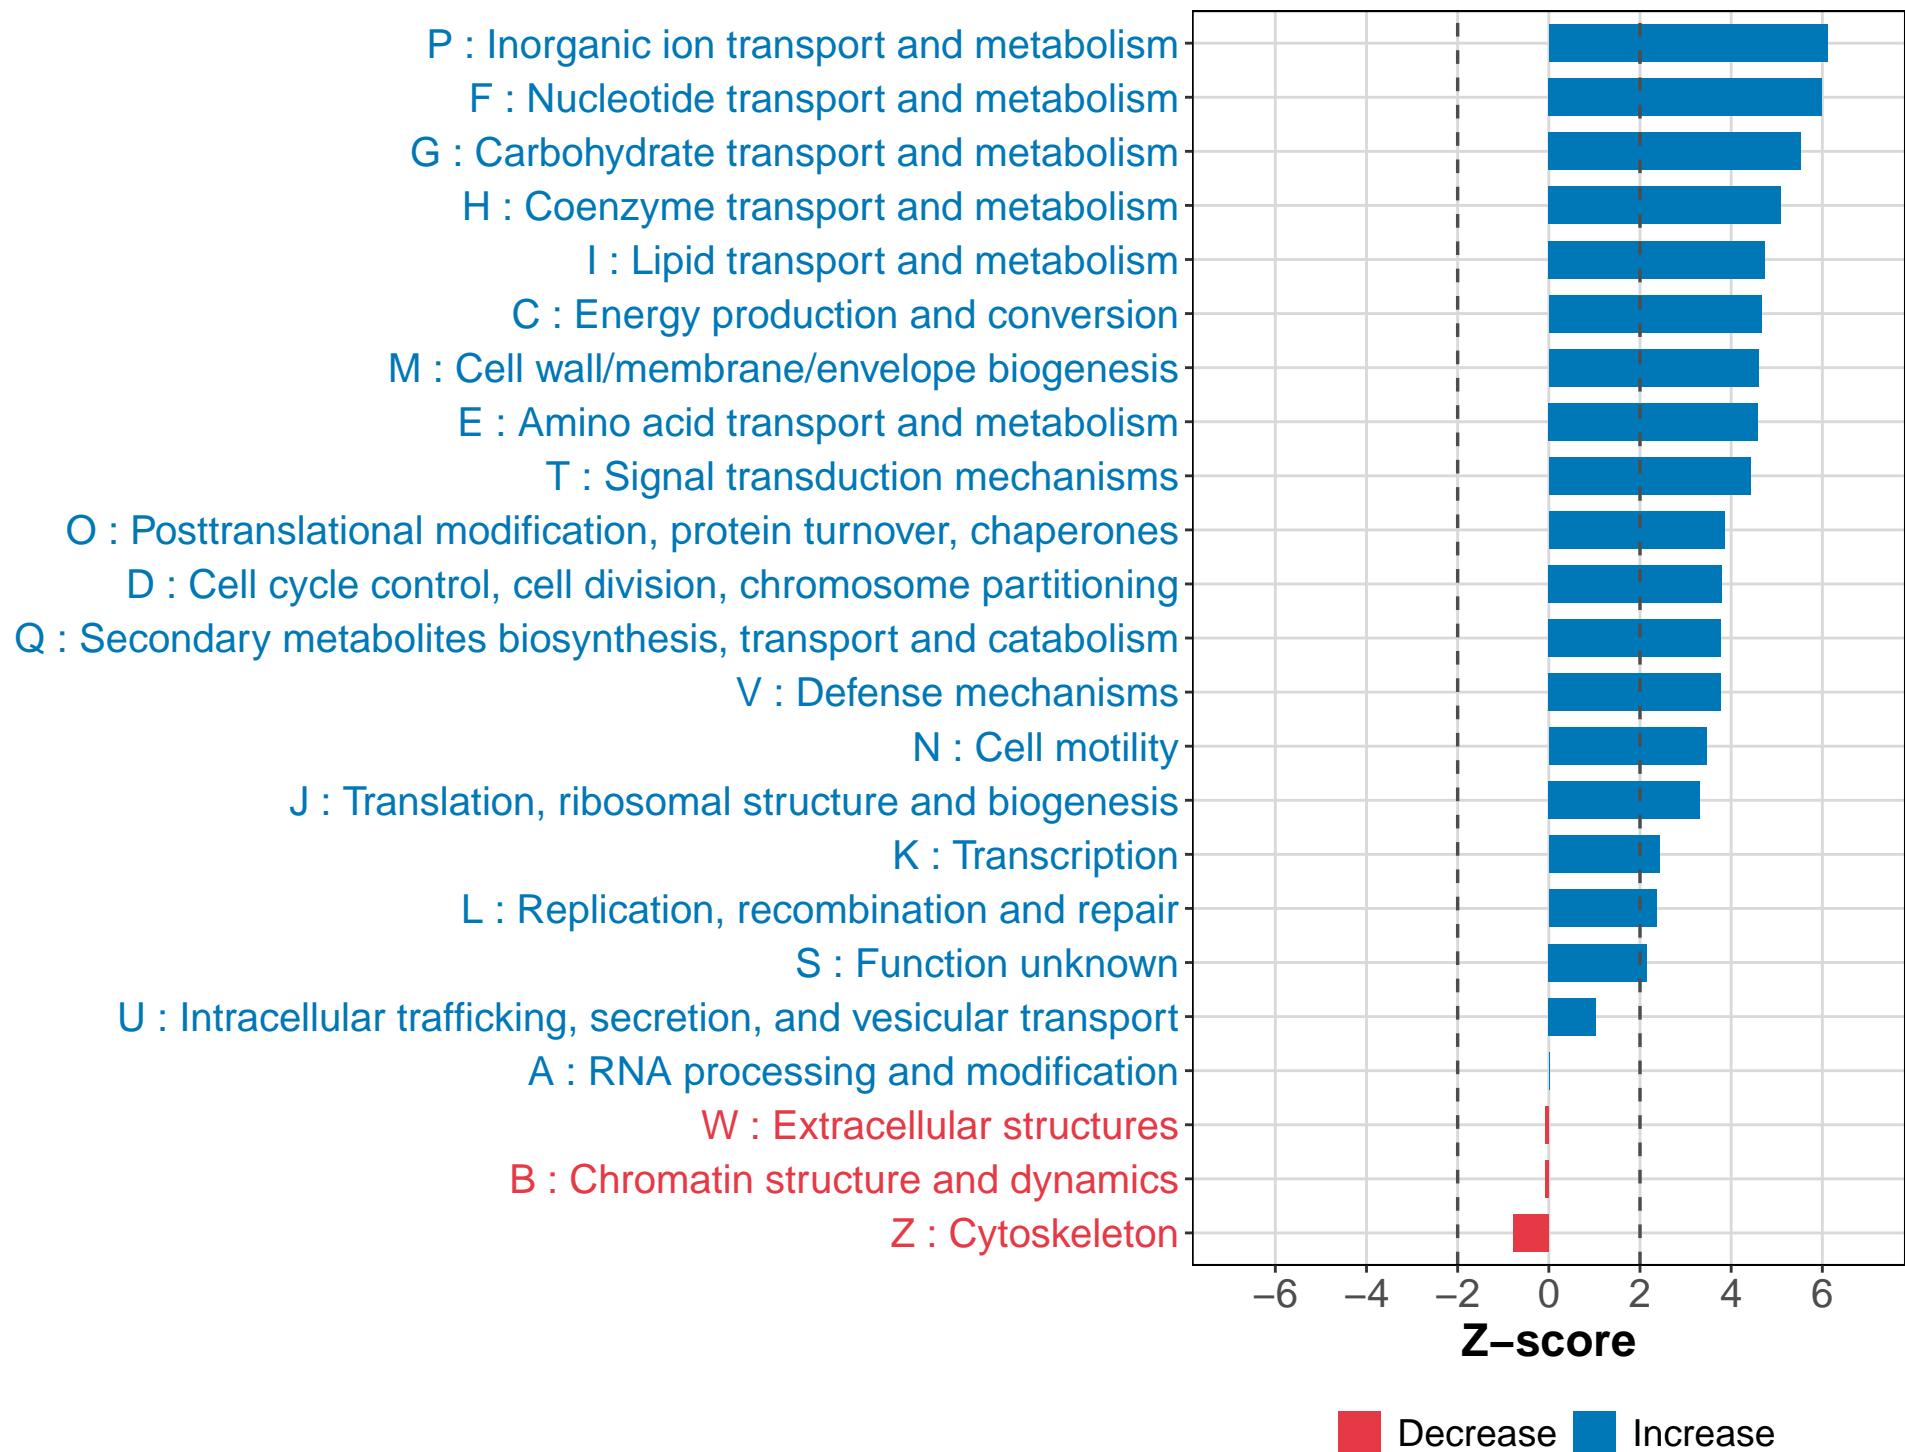 P : Inorganic ion transport and metabolism
F : Nucleotide transport and metabolism
G : Carbohydrate transport and metabolism
H : Coenzyme transport and metabolism
I : Lipid transport and metabolism
C : Energy production and conversion
M : Cell wall/membrane/envelope biogenesis
E : Amino acid transport and metabolism
T : Signal transduction mechanisms
O : Posttranslational modification, protein turnover, chaperones
D : Cell cycle control, cell division, chromosome partitioning
Q : Secondary metabolites biosynthesis, transport and catabolism
V : Defense mechanisms
N : Cell motility
J : Translation, ribosomal structure and biogenesis
K : Transcription
L : Replication, recombination and repair
S : Function unknown
U : Intracellular trafficking, secretion, and vesicular transport
A : RNA processing and modification
W : Extracellular structures
B : Chromatin structure and dynamics
Z : Cytoskeleton
−6 −4 −2 0 2 4 6
Z−score
Decrease Increase